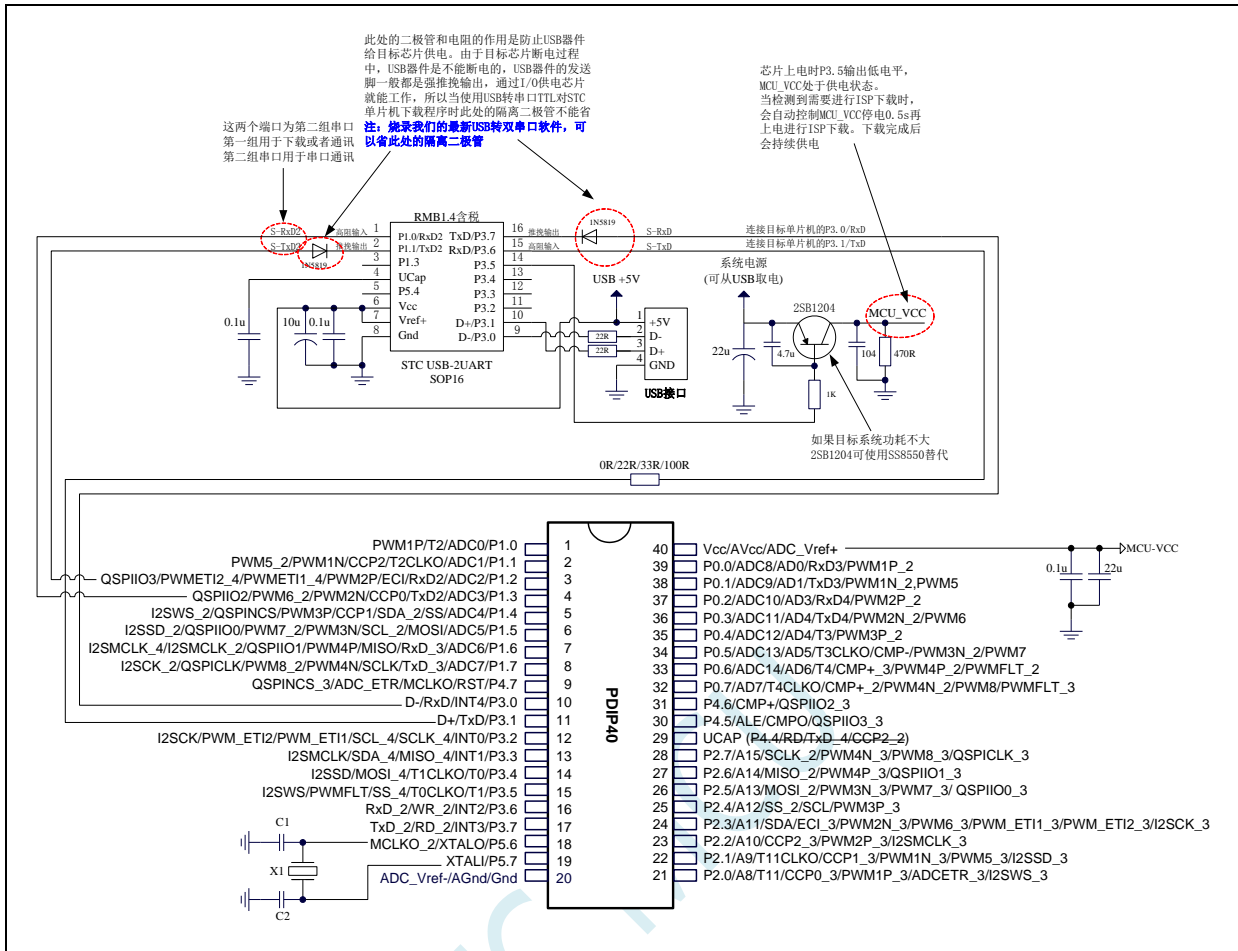 此处的二极管和电阻的作用是防止USB器件
给目标芯片供电。由于目标芯片断电过程
中，USB器件是不能断电的，USB器件的发送
脚一般都是强推挽输出，通过I/O供电芯片
就能工作，所以当使用USB转串口TTL对STC
单片机下载程序时此处的隔离二极管不能省
注：烧录我们的最新USB转双串口软件，可
以省此处的隔离二极管
芯片上电时P3.5输出低电平，
MCU_VCC处于供电状态。
当检测到需要进行ISP下载时，
会自动控制MCU_VCC停电0.5s再
上电进行ISP下载。下载完成后
会持续供电
这两个端口为第二组串口
第一组用于下载或者通讯
第二组串口用于串口通讯
RMB1.4含税
S-RxD2 高阻输入 1 P1.0/RxD2 TxD/P3.7 16 推挽输出 1N5819 S-RxD 连接目标单片机的P3.0/RxD
S-TxD2 推挽输出 2 P1.1/TxD2 RxD/P3.6 15 高阻输入 S-TxD 连接目标单片机的P3.1/TxD
1N5819
3 P1.3 P3.5 14
4 UCap P3.4 13
5 P5.4 P3.3 12
6 Vcc P3.2 11
7 Vref+ D+/P3.1 10
8 Gnd D-/P3.0 9
STC USB-2UART
SOP16
0.1u 10u 0.1u
USB +5V
1 +5V
22R 2 D-
22R 3 D+
4 GND
USB接口
系统电源
(可从USB取电)
2SB1204
MCU_VCC
22u 4.7u 104 470R
1K
如果目标系统功耗不大
2SB1204可使用SS8550替代
0R/22R/33R/100R
PDIP40
PWM1P/T2/ADC0/P1.0 1
PWM5_2/PWM1N/CCP2/T2CLKO/ADC1/P1.1 2
QSPIIO3/PWMETI2_4/PWMETI1_4/PWM2P/ECI/RxD2/ADC2/P1.2 3
QSPIIO2/PWM6_2/PWM2N/CCP0/TxD2/ADC3/P1.3 4
I2SWS_2/QSPINCS/PWM3P/CCP1/SDA_2/SS/ADC4/P1.4 5
I2SSD_2/QSPIIO0/PWM7_2/PWM3N/SCL_2/MOSI/ADC5/P1.5 6
I2SMCLK_4/I2SMCLK_2/QSPIIO1/PWM4P/MISO/RxD_3/ADC6/P1.6 7
I2SCK_2/QSPICLK/PWM8_2/PWM4N/SCLK/TxD_3/ADC7/P1.7 8
QSPINCS_3/ADC_ETR/MCLKO/RST/P4.7 9
D-/RxD/INT4/P3.0 10
D+/TxD/P3.1 11
I2SCK/PWM_ETI2/PWM_ETI1/SCL_4/SCLK_4/INT0/P3.2 12
I2SMCLK/SDA_4/MISO_4/INT1/P3.3 13
I2SSD/MOSI_4/T1CLKO/T0/P3.4 14
I2SWS/PWMFLT/SS_4/T0CLKO/T1/P3.5 15
RxD_2/WR_2/INT2/P3.6 16
TxD_2/RD_2/INT3/P3.7 17
MCLKO_2/XTALO/P5.6 18
XTALI/P5.7 19
ADC_Vref-/AGnd/Gnd 20
40 Vcc/AVcc/ADC_Vref+
39 P0.0/ADC8/AD0/RxD3/PWM1P_2
38 P0.1/ADC9/AD1/TxD3/PWM1N_2,PWM5
37 P0.2/ADC10/AD3/RxD4/PWM2P_2
36 P0.3/ADC11/AD4/TxD4/PWM2N_2/PWM6
35 P0.4/ADC12/AD4/T3/PWM3P_2
34 P0.5/ADC13/AD5/T3CLKO/CMP-/PWM3N_2/PWM7
33 P0.6/ADC14/AD6/T4/CMP+_3/PWM4P_2/PWMFLT_2
32 P0.7/AD7/T4CLKO/CMP+_2/PWM4N_2/PWM8/PWMFLT_3
31 P4.6/CMP+/QSPIIO2_3
30 P4.5/ALE/CMPO/QSPIIO3_3
29 UCAP (P4.4/RD/TxD_4/CCP2_2)
28 P2.7/A15/SCLK_2/PWM4N_3/PWM8_3/QSPICLK_3
27 P2.6/A14/MISO_2/PWM4P_3/QSPIIO1_3
26 P2.5/A13/MOSI_2/PWM3N_3/PWM7_3/ QSPIIO0_3
25 P2.4/A12/SS_2/SCL/PWM3P_3
24 P2.3/A11/SDA/ECI_3/PWM2N_3/PWM6_3/PWM_ETI1_3/PWM_ETI2_3/I2SCK_3
23 P2.2/A10/CCP2_3/PWM2P_3/I2SMCLK_3
22 P2.1/A9/T11CLKO/CCP1_3/PWM1N_3/PWM5_3/I2SSD_3
21 P2.0/A8/T11/CCP0_3/PWM1P_3/ADCETR_3/I2SWS_3
MCU-VCC
0.1u 22u
C1
X1
C2